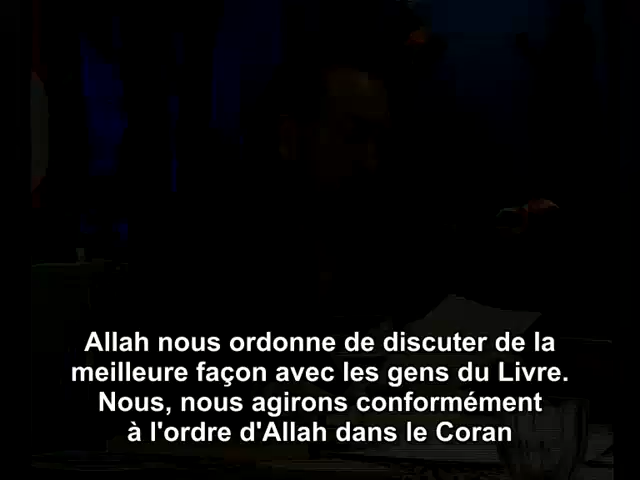 Allah nous ordonne de discuter de la
meilleure façon avec les gens du Livre.
Nous, nous agirons conformément
à l'ordre d'Allah dans le Coran